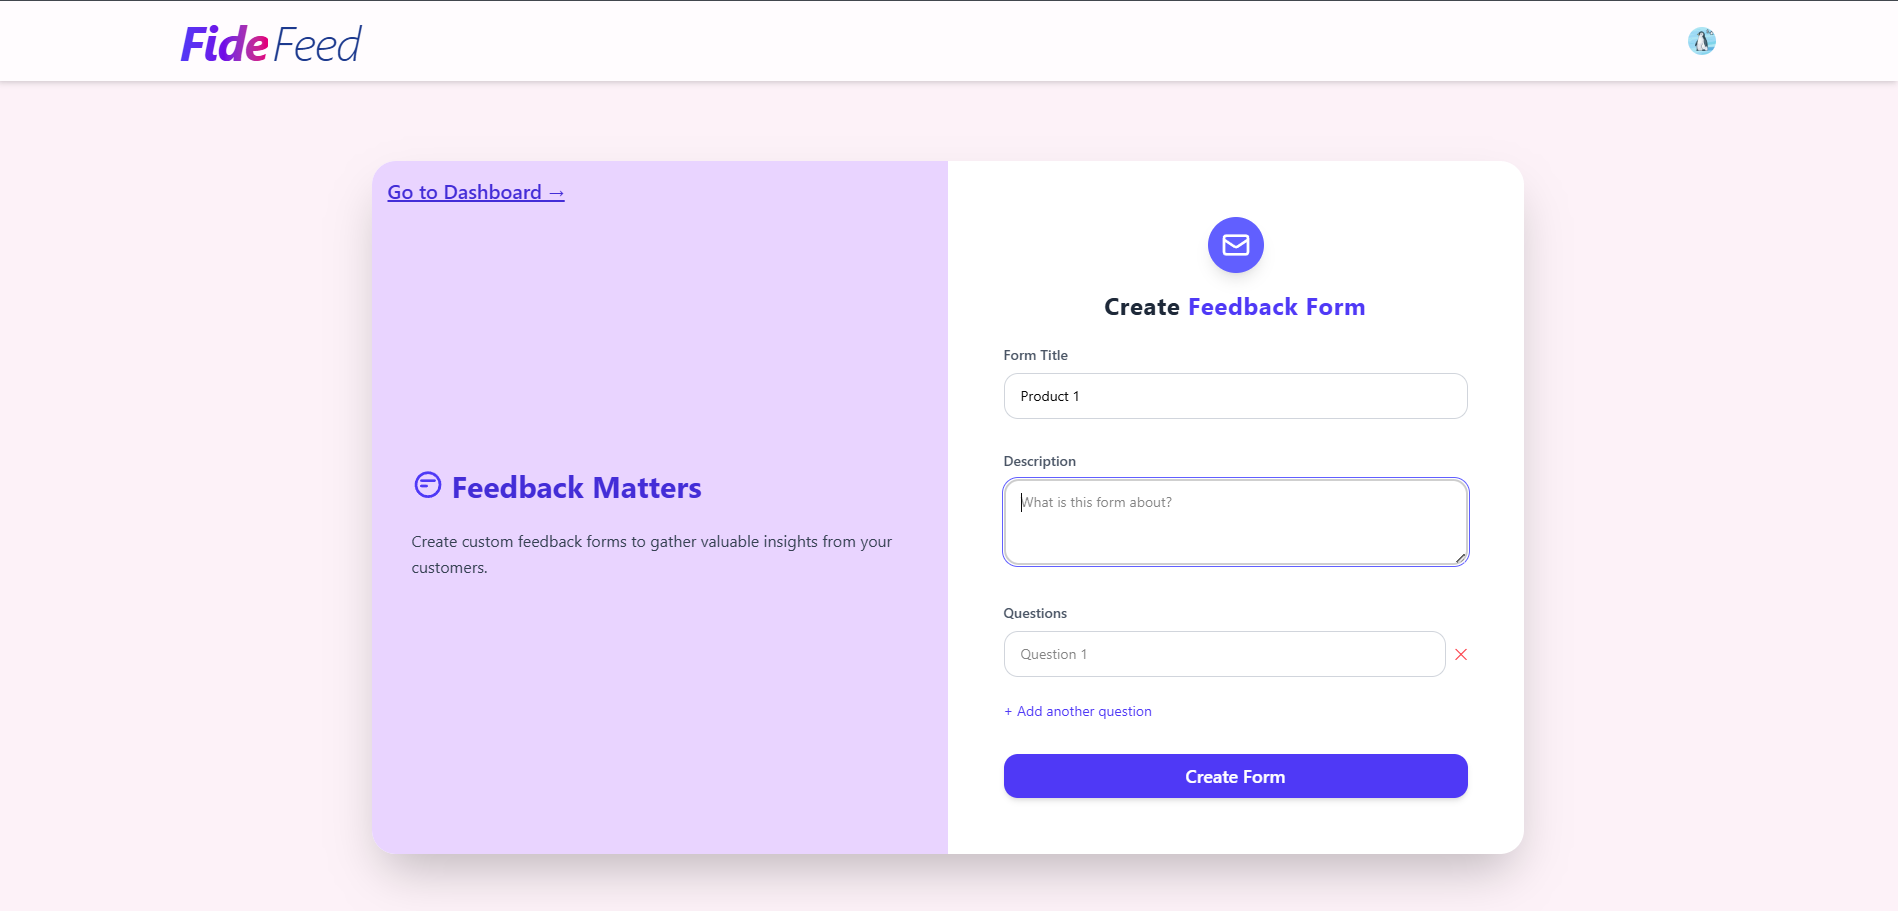 FideFeed
Go to Dashboard →
Feedback Matters
Create custom feedback forms to gather valuable insights from your
customers.
Create Feedback Form
Form Title
Product 1
Description
What is this form about?
Questions
Question 1
+ Add another question
Create Form